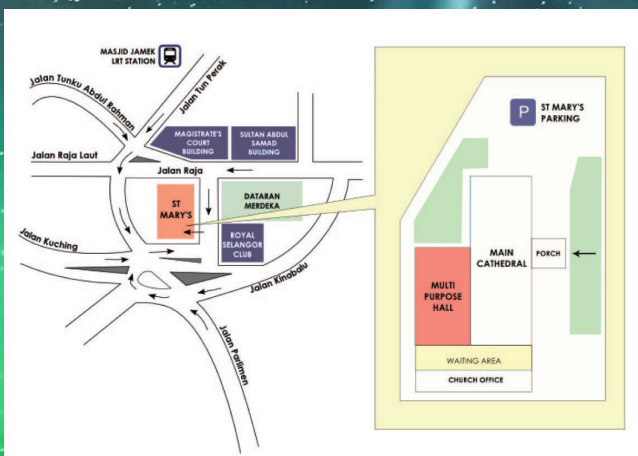 MASJID JAMEK
LRT STATION
Jalan Tunku Abdul Rahman
Jalan Tun Perak
MAGISTRATE'S
COURT
BUILDING
SULTAN ABDUL
SAMAD
BUILDING
Jalan Raja Laut
Jalan Raja
ST
MARY'S
DATARAN
MERDEKA
ROYAL
SELANGOR
CLUB
Jalan Kuching
Jalan Kinabalu
Jalan Parlimen
P
ST MARY'S
PARKING
MAIN
CATHEDRAL
PORCH
MULTI
PURPOSE
HALL
WAITING AREA
CHURCH OFFICE